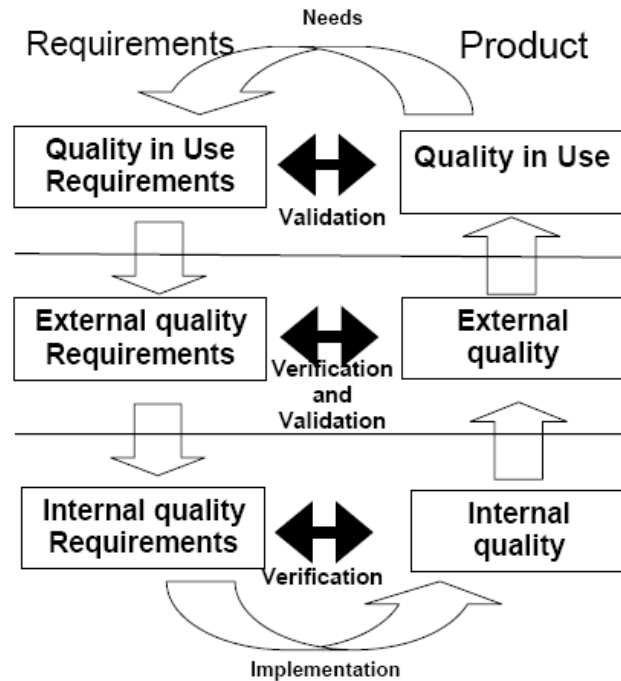 Needs
Requirements
Product
Quality in Use
Requirements
Quality in Use
Validation
External quality
Requirements
External
quality
Verification
and
Validation
Internal quality
Requirements
Internal
quality
Verification
Implementation